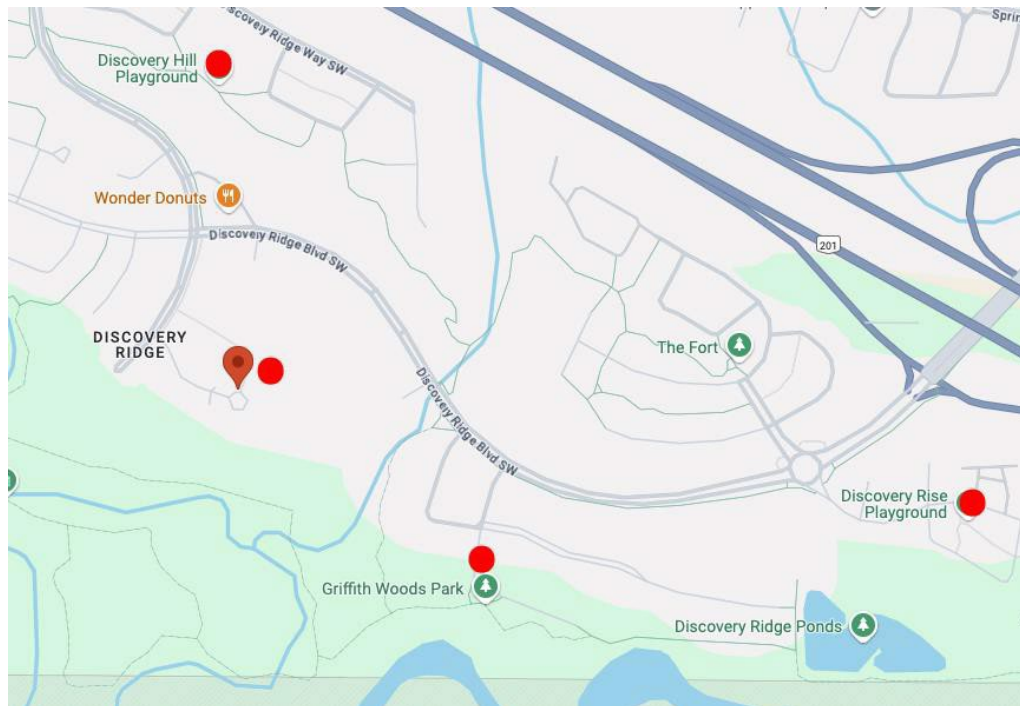 Discovery Ridge Way SW
Discovery Hill
Playground
Wonder Donuts
Discovery Ridge Blvd SW
201
DISCOVERY
RIDGE
The Fort
Discovery Ridge Blvd SW
Discovery Rise
Playground
Griffith Woods Park
Discovery Ridge Ponds